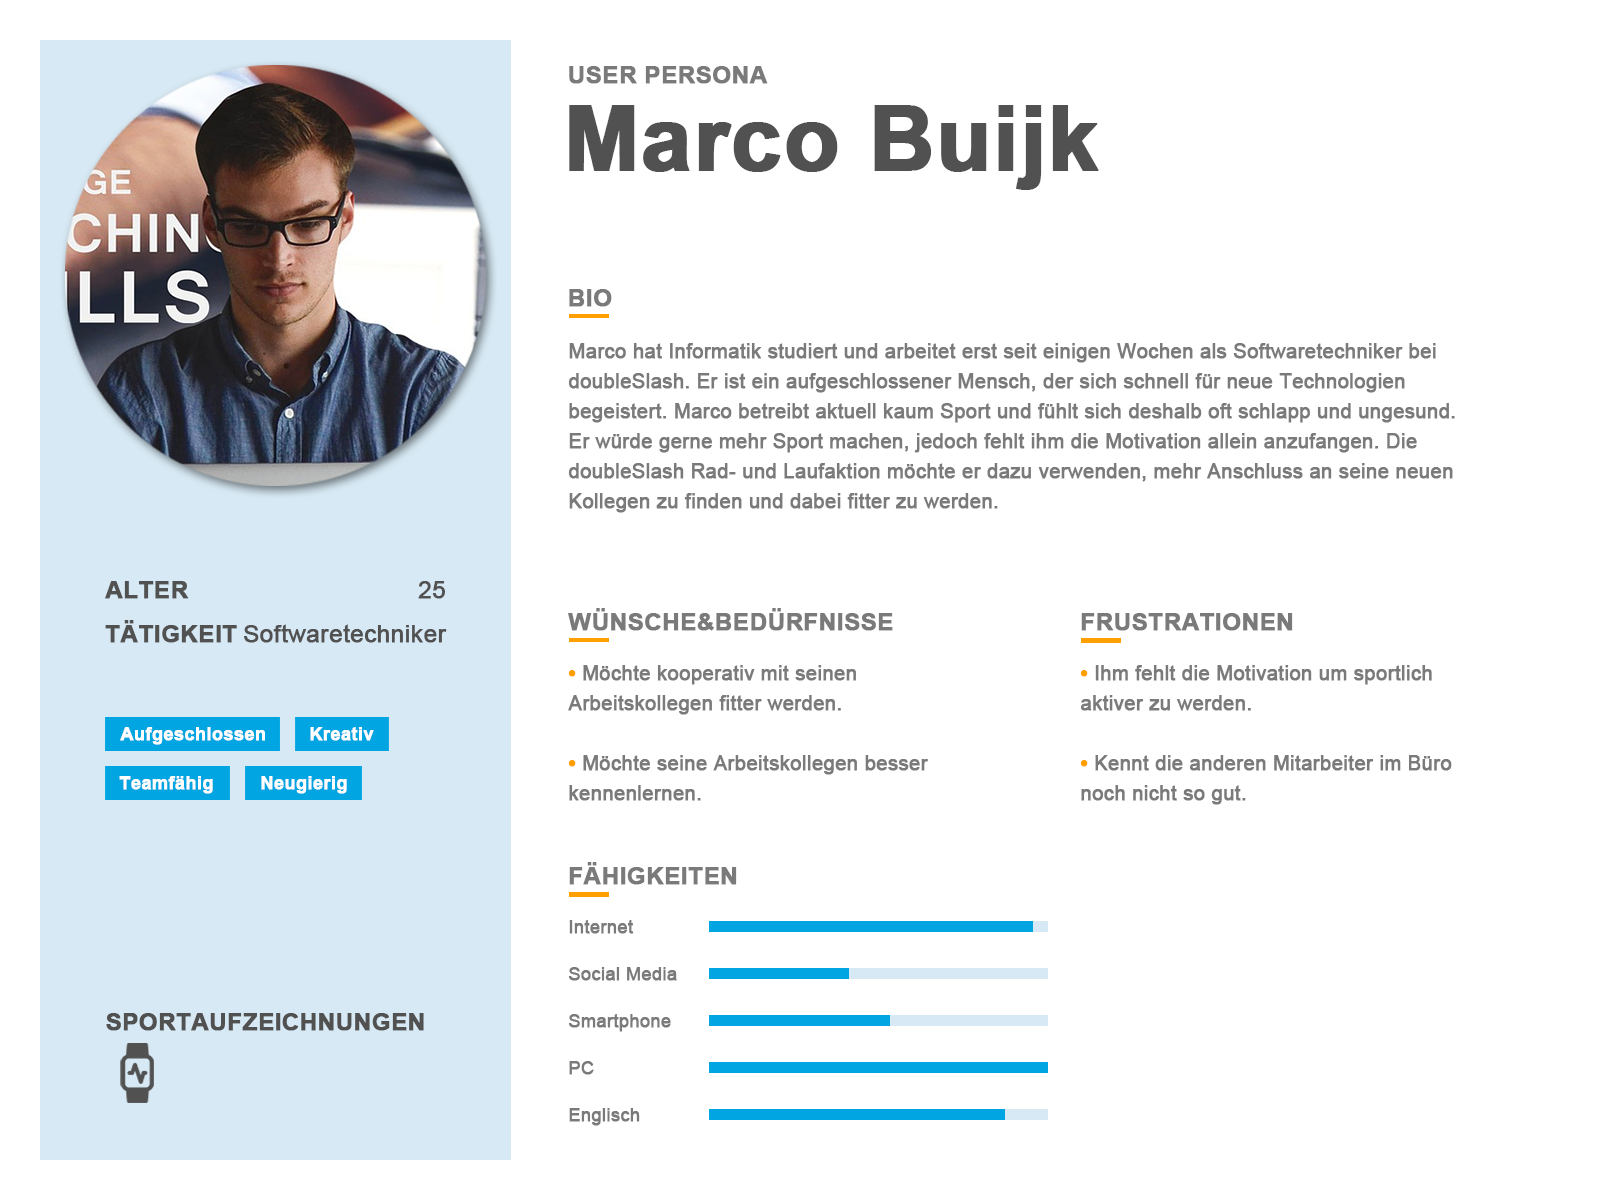 GE
CHING
ILLS
ALTER 25
TÄTIGKEIT Softwaretechniker
Aufgeschlossen Kreativ
Teamfähig Neugierig
SPORTAUFZEICHNUNGEN
USER PERSONA
Marco Buijk
BIO
Marco hat Informatik studiert und arbeitet erst seit einigen Wochen als Softwaretechniker bei
doubleSlash. Er ist ein aufgeschlossener Mensch, der sich schnell für neue Technologien
begeistert. Marco betreibt aktuell kaum Sport und fühlt sich deshalb oft schlapp und ungesund.
Er würde gerne mehr Sport machen, jedoch fehlt ihm die Motivation allein anzufangen. Die
doubleSlash Rad- und Laufaktion möchte er dazu verwenden, mehr Anschluss an seine neuen
Kollegen zu finden und dabei fitter zu werden.
WÜNSCHE&BEDÜRFNISSE
• Möchte kooperativ mit seinen
Arbeitskollegen fitter werden.
• Möchte seine Arbeitskollegen besser
kennenlernen.
FRUSTRATIONEN
• Ihm fehlt die Motivation um sportlich
aktiver zu werden.
• Kennt die anderen Mitarbeiter im Büro
noch nicht so gut.
FÄHIGKEITEN
Internet
Social Media
Smartphone
PC
Englisch